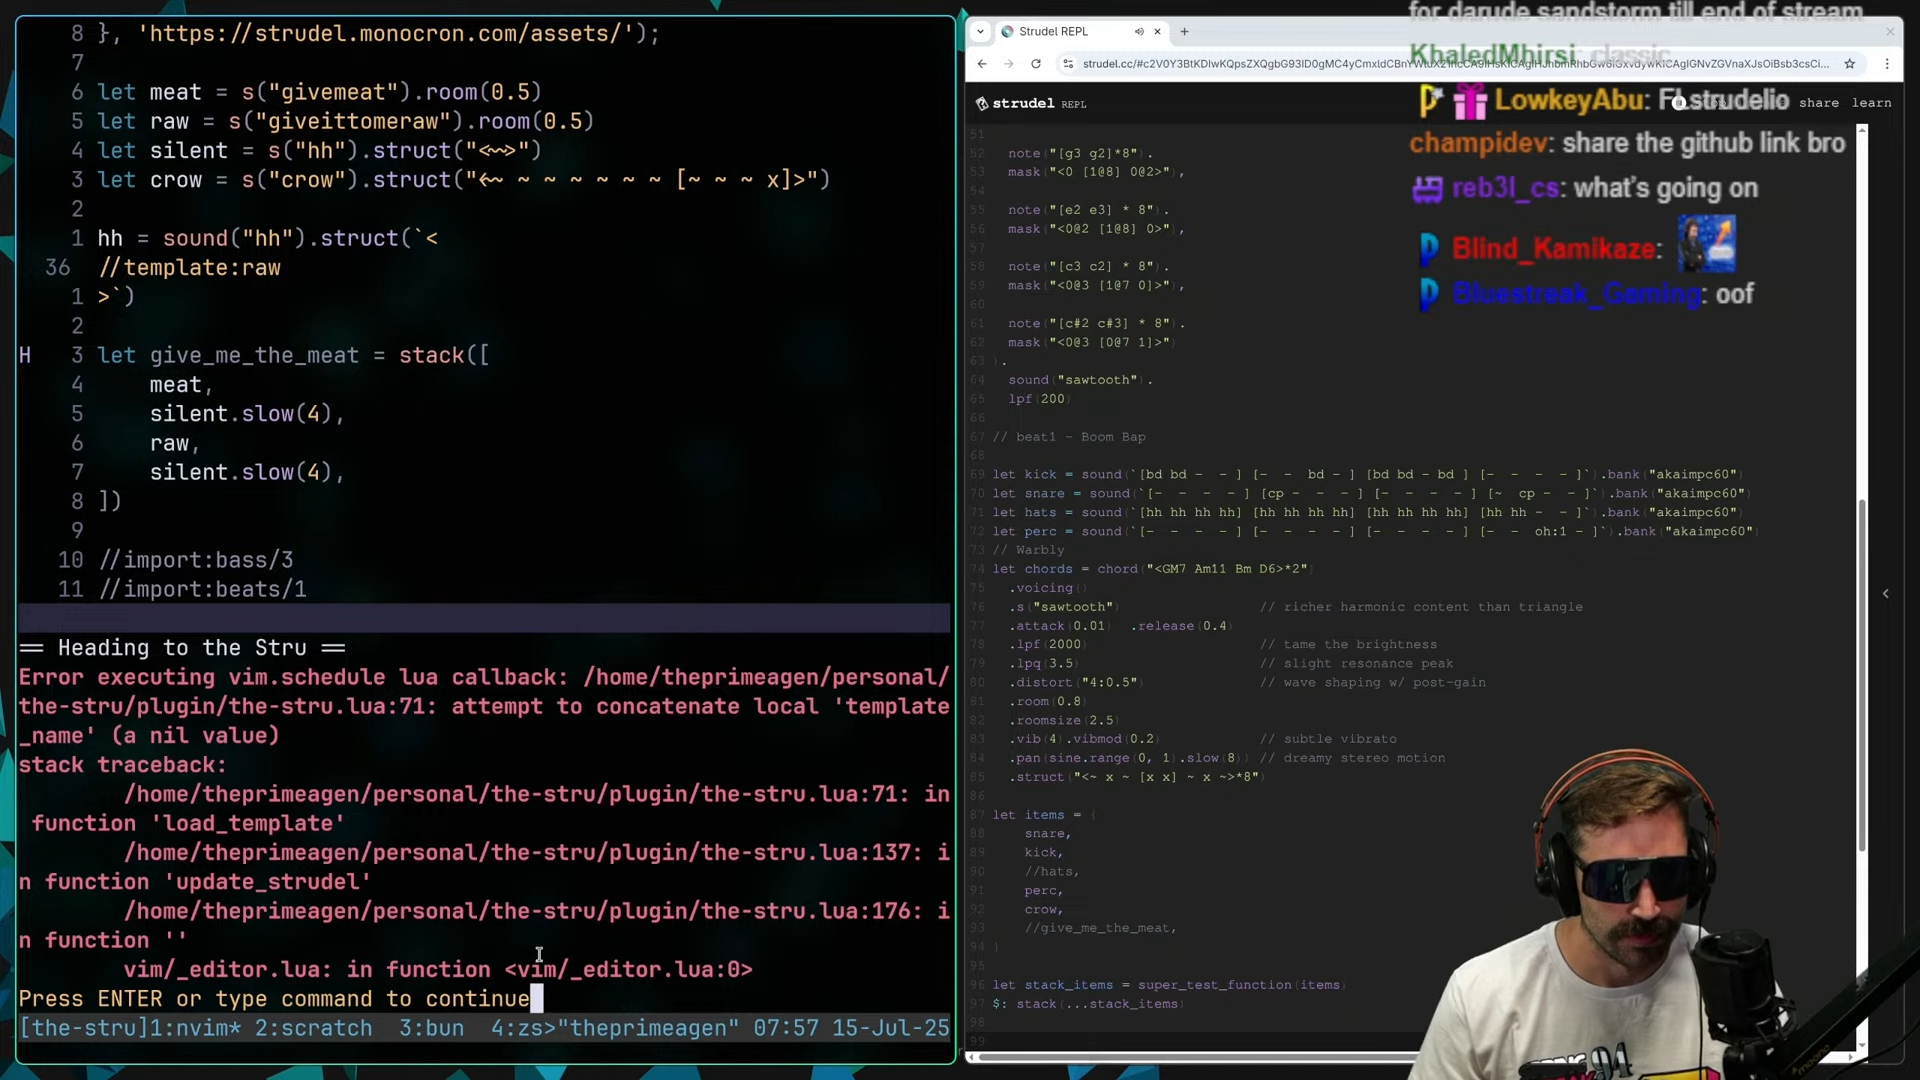 8 }, 'https://strudel.monocron.com/assets/');
7
6 let meat = s("givemeat").room(0.5)
5 let raw = s("giveittomeraw").room(0.5)
4 let silent = s("hh").struct("<~>")
3 let crow = s("crow").struct("<~ ~ ~ ~ ~ ~ ~ [~ ~ ~ x]>")
2
1 hh = sound("hh").struct(`<
36 //template:raw
1 >`)
2
H 3 let give_me_the_meat = stack([
4 meat,
5 silent.slow(4),
6 raw,
7 silent.slow(4),
8 ])
9
10 //import:bass/3
11 //import:beats/1
== Heading to the Stru ==
Error executing vim.schedule lua callback: /home/theprimeagen/personal/
the-stru/plugin/the-stru.lua:71: attempt to concatenate local 'template
_name' (a nil value)
stack traceback:
/home/theprimeagen/personal/the-stru/plugin/the-stru.lua:71: in
function 'load_template'
/home/theprimeagen/personal/the-stru/plugin/the-stru.lua:137: i
n function 'update_strudel'
/home/theprimeagen/personal/the-stru/plugin/the-stru.lua:176: i
n function ''
vim/_editor.lua: in function <vim/_editor.lua:0>
Press ENTER or type command to continue
[the-stru]1:nvim* 2:scratch 3:bun 4:zs>"theprimeagen" 07:57 15-Jul-25
Strudel REPL
strudel REPL
share learn
51
52 note("[g3 g2]*8").
53 mask("<0 [1@8] 0@2>"),
54
55 note("[e2 e3] * 8").
56 mask("<0@2 [1@8] 0>"),
57
58 note("[c3 c2] * 8").
59 mask("<0@3 [1@7 0]>"),
60
61 note("[c#2 c#3] * 8").
62 mask("<0@3 [0@7 1]>")
63 ).
64 sound("sawtooth").
65 lpf(200)
66
67 // beat1 - Boom Bap
68
69 let kick = sound(`[bd bd - - ] [- - bd - ] [bd bd - bd ] [- - - - ]`).bank("akaimpc60")
70 let snare = sound(`[- - - - ] [cp - - - ] [- - - - ] [~ cp - - ]`).bank("akaimpc60")
71 let hats = sound(`[hh hh hh hh] [hh hh hh hh] [hh hh hh hh] [hh hh - - ]`).bank("akaimpc60")
72 let perc = sound(`[- - - - ] [- - - - ] [- - - - ] [- - oh:1 - ]`).bank("akaimpc60")
73 // Warbly
74 let chords = chord("<GM7 Am11 Bm D6>*2")
75 .voicing()
76 .s("sawtooth") // richer harmonic content than triangle
77 .attack(0.01) .release(0.4)
78 .lpf(2000) // tame the brightness
79 .lpq(3.5) // slight resonance peak
80 .distort("4:0.5") // wave shaping w/ post-gain
81 .room(0.8)
82 .roomsize(2.5)
83 .vib(4).vibmod(0.2) // subtle vibrato
84 .pan(sine.range(0, 1).slow(8)) // dreamy stereo motion
85 .struct("<~ x ~ [x x] ~ x ~>*8")
86
87 let items = {
88 snare,
89 kick,
90 //hats,
91 perc,
92 crow,
93 //give_me_the_meat,
94 }
95
96 let stack_items = super_test_function(items)
97 $: stack(...stack_items)
98
99
for darude sandstorm till end of stream
KhaledMhirsi: classic
LowkeyAbu: FLstrudelio
champidev: share the github link bro
reb3l_cs: what's going on
Blind_Kamikaze:
Bluestreak_Gaming: oof